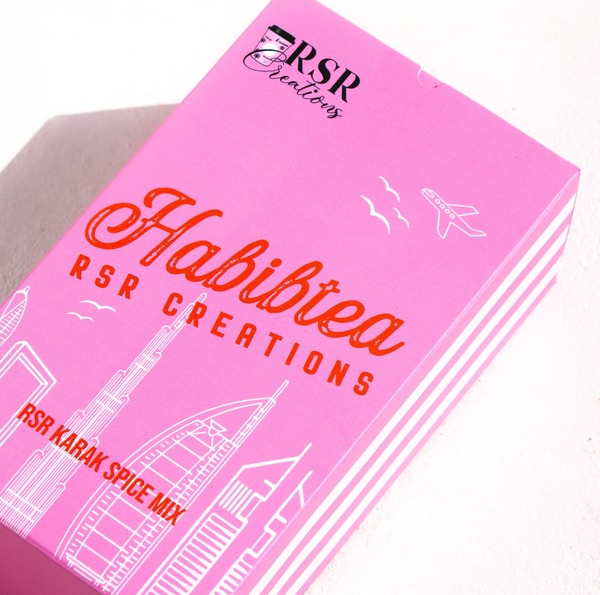 RSR
Creations
Habibtea
RSR CREATIONS
RSR KARAK SPICE MIX